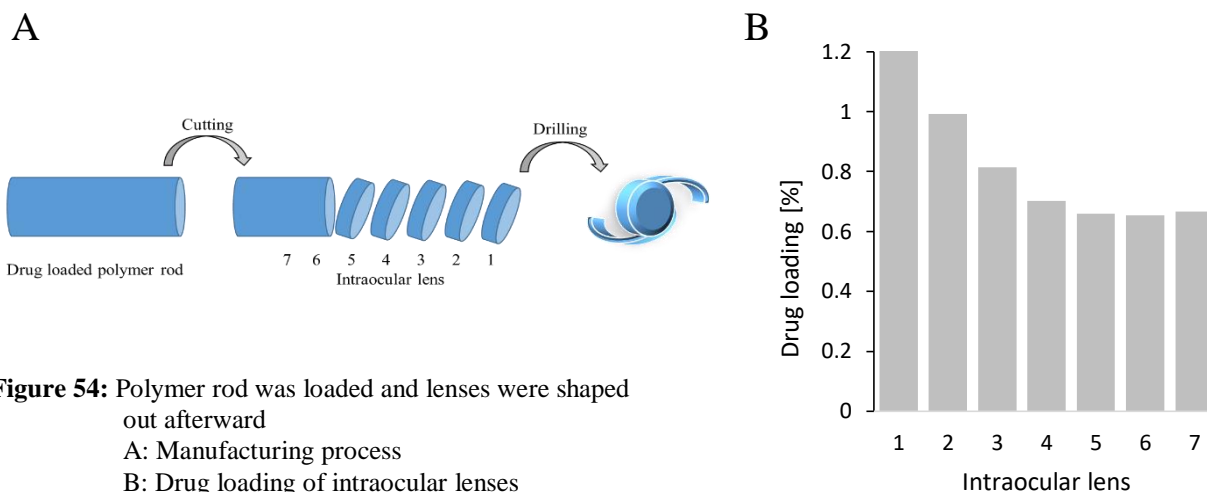 A
Cutting
Drilling
Drug loaded polymer rod
7 6 5 4 3 2 1
Intraocular lens
B
Drug loading [%]
1.2
1
0.8
0.6
0.4
0.2
0
1 2 3 4 5 6 7
Intraocular lens
Figure 54: Polymer rod was loaded and lenses were shaped
out afterward
A: Manufacturing process
B: Drug loading of intraocular lenses